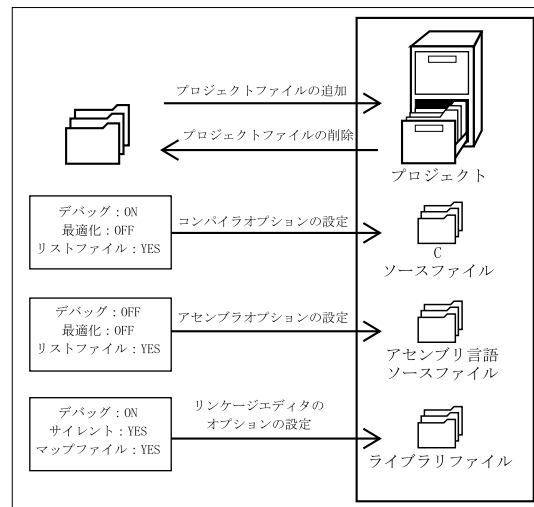 プロジェクトファイルの追加
プロジェクトファイルの削除
プロジェクト
デバッグ：ON
最適化：OFF
リストファイル：YES
コンパイラオプションの設定
C
ソースファイル
デバッグ：OFF
最適化：OFF
リストファイル：YES
アセンブラオプションの設定
アセンブリ言語
ソースファイル
デバッグ：ON
サイレント：YES
マップファイル：YES
リンケージエディタの
オプションの設定
ライブラリファイル